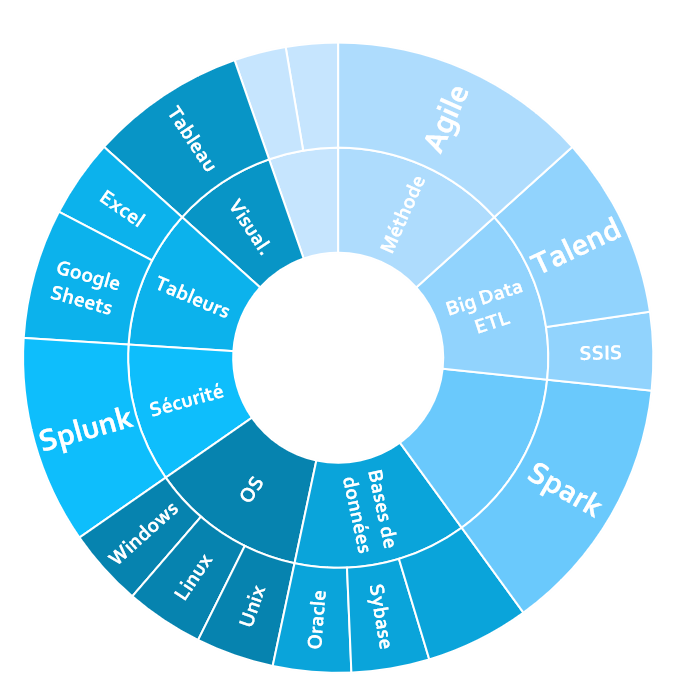 Agile
Méthode
Talend
Big Data
ETL
SSIS
Spark
Bases de
données
Sybase
Oracle
OS
Unix
Linux
Windows
Sécurité
Splunk
Tableurs
Google
Sheets
Excel
Visual.
Tableau